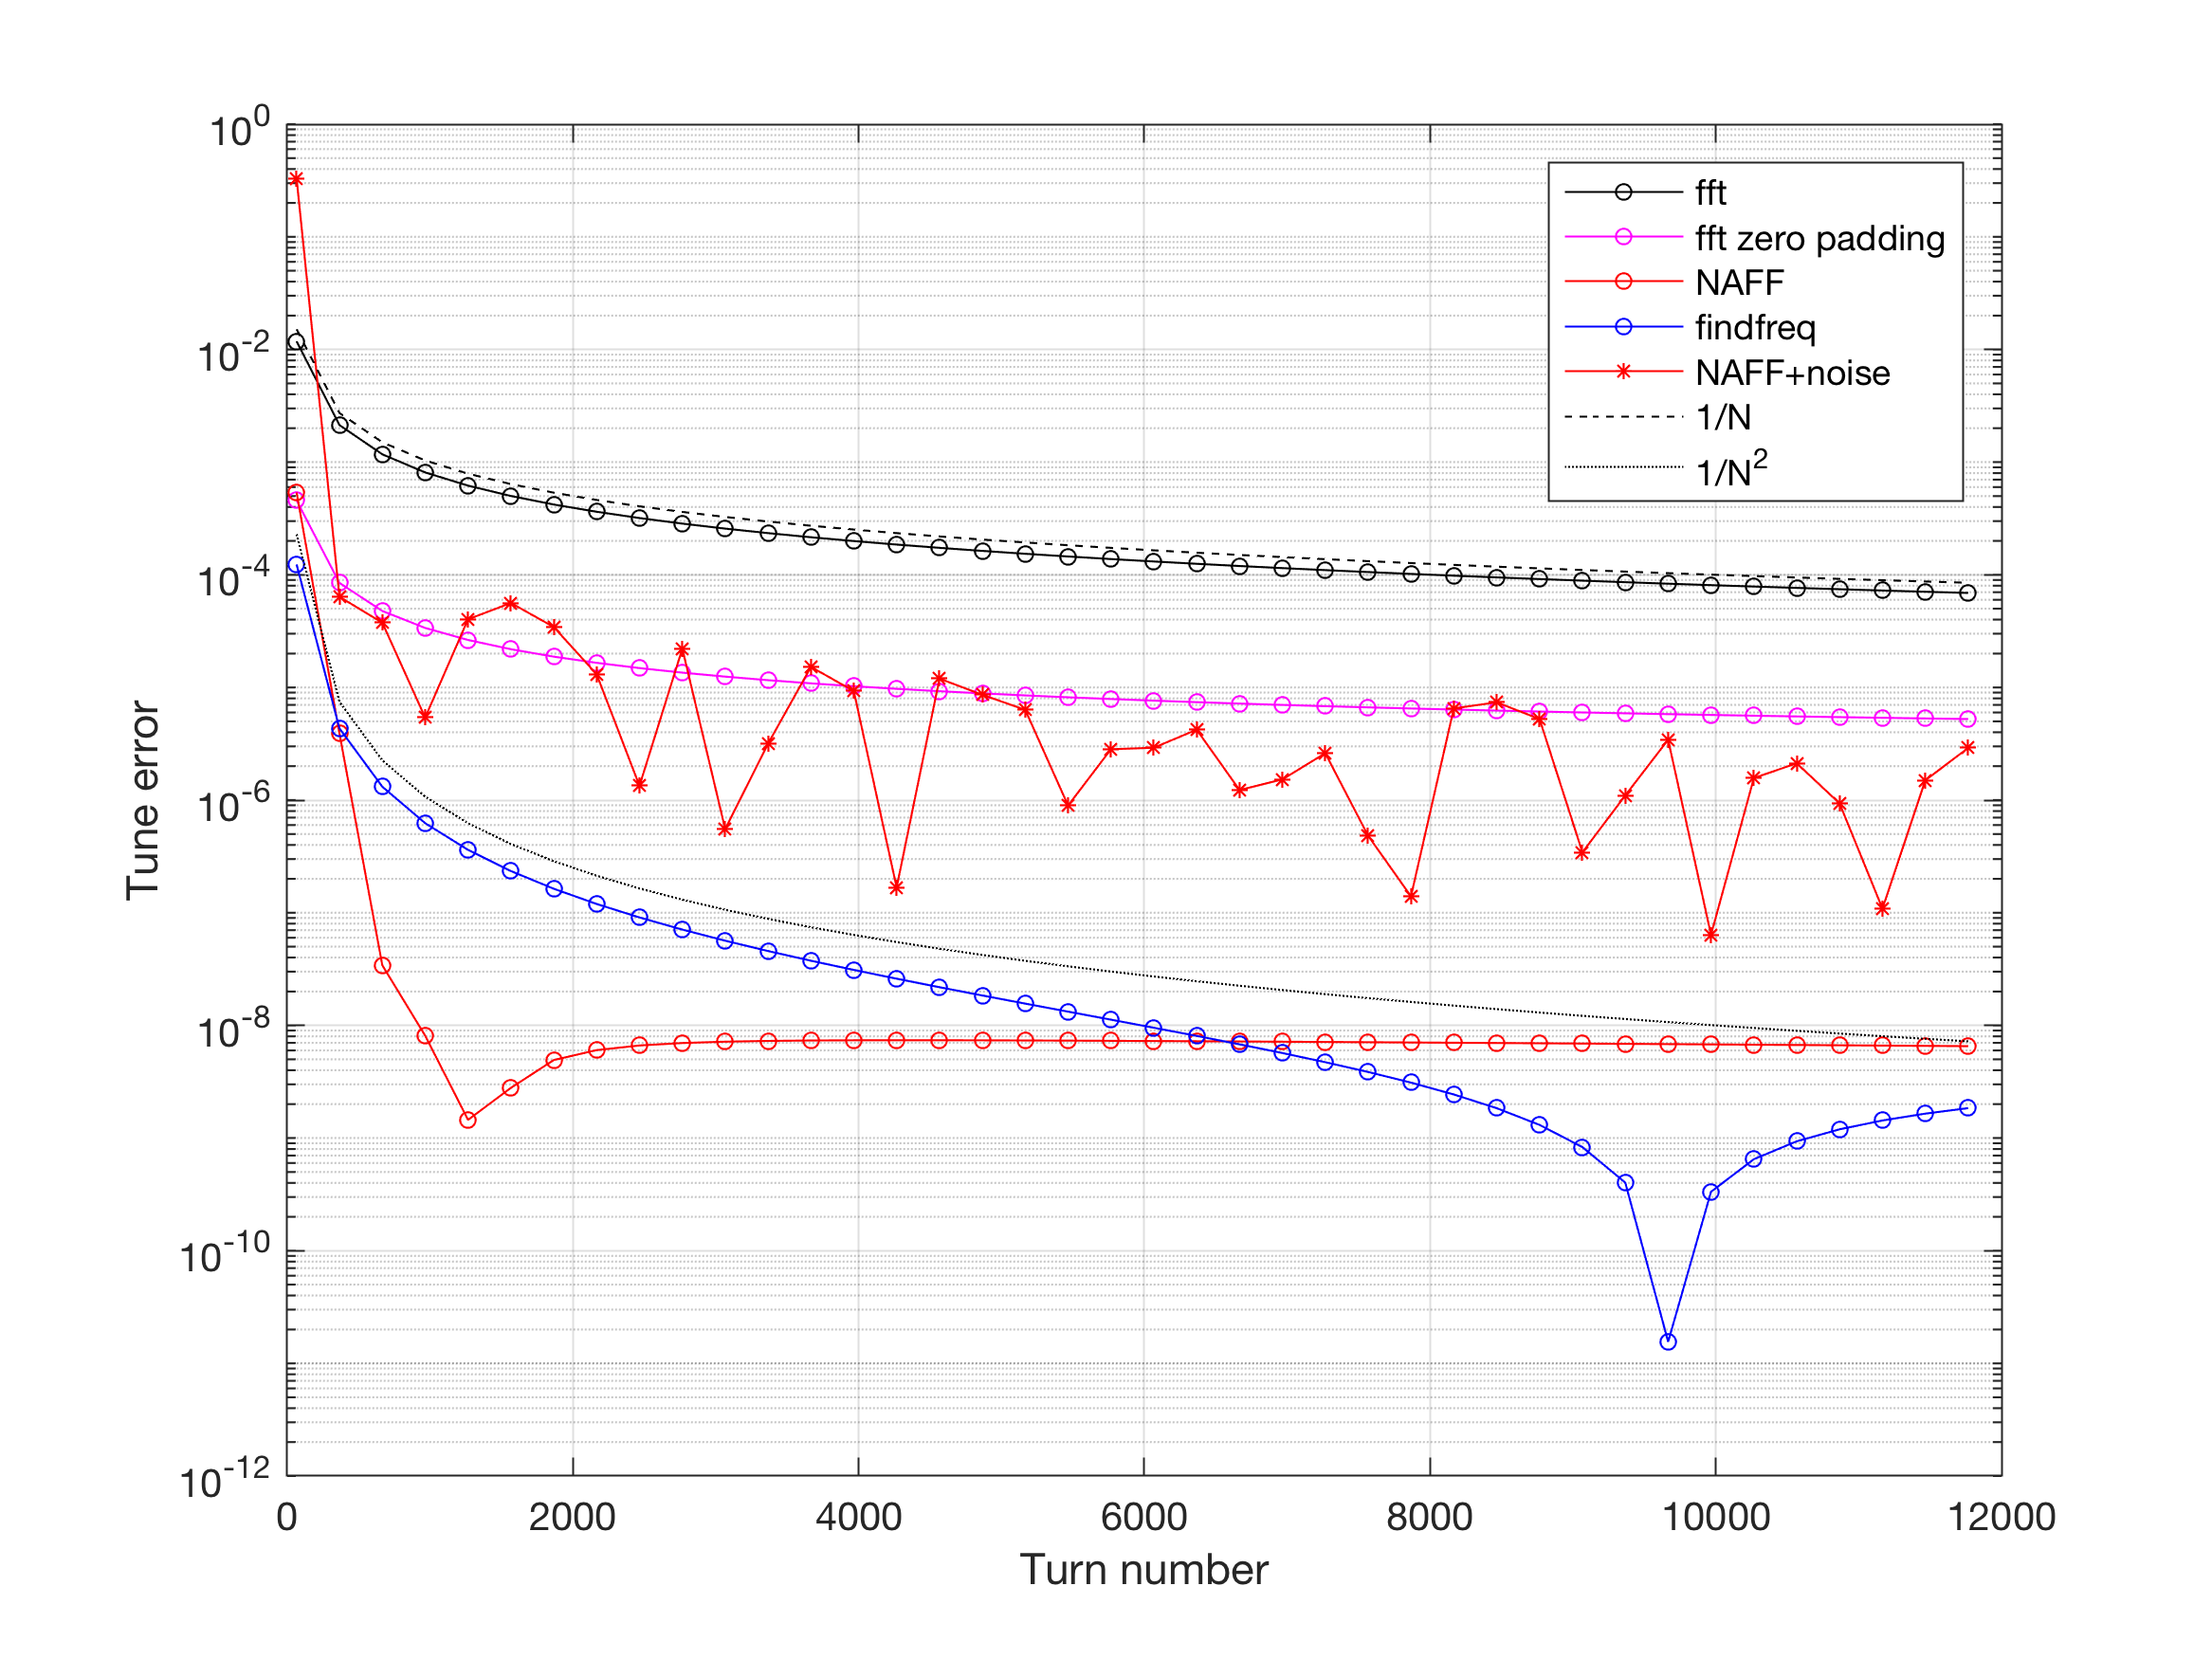 10^0
10^-2
10^-4
10^-6
10^-8
10^-10
10^-12
Tune error
0 2000 4000 6000 8000 10000 12000
Turn number
fft
fft zero padding
NAFF
findfreq
NAFF+noise
1/N
1/N^2